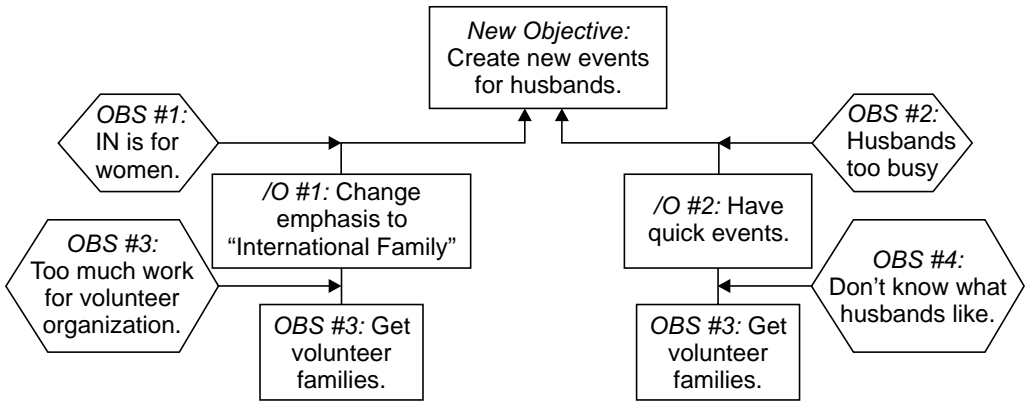 New Objective:
Create new events
for husbands.
OBS #1:
IN is for
women.
OBS #2:
Husbands
too busy
/O #1: Change
emphasis to
“International Family”
/O #2: Have
quick events.
OBS #3:
Too much work
for volunteer
organization.
OBS #4:
Don’t know what
husbands like.
OBS #3: Get
volunteer
families.
OBS #3: Get
volunteer
families.